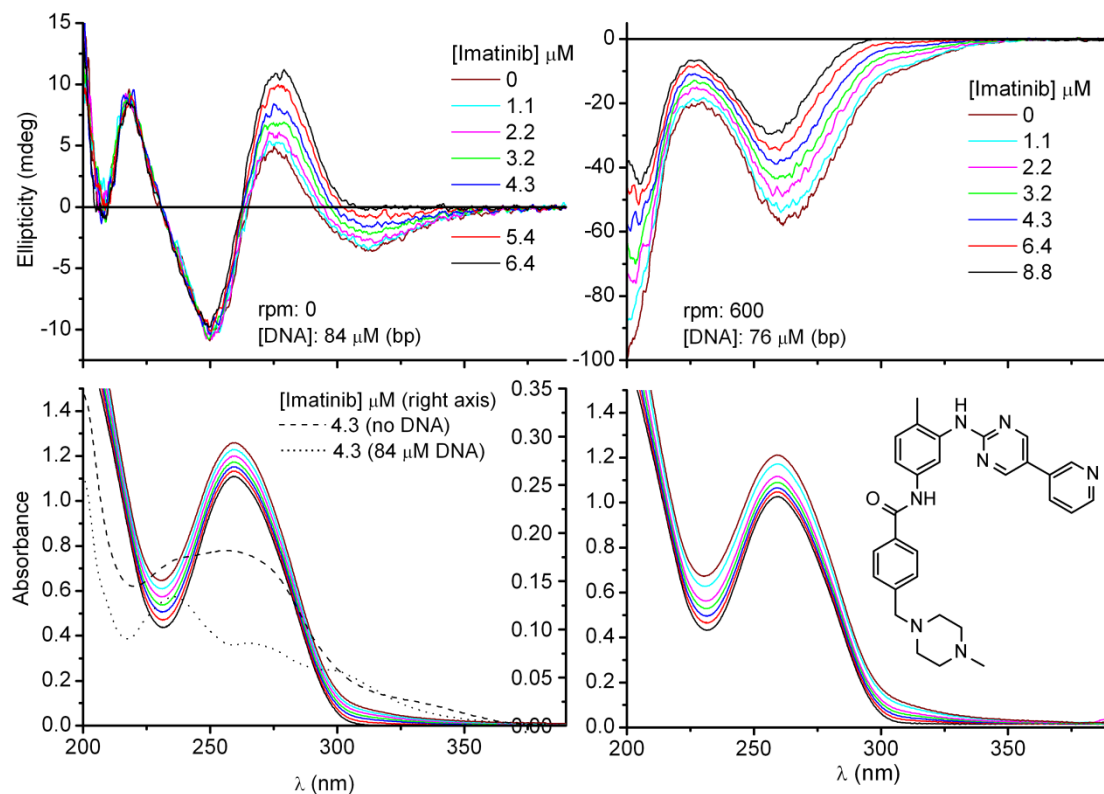 Ellipticity (mdeg)
15
10
5
0
-5
-10
[Imatinib] μM
0
1.1
2.2
3.2
4.3
5.4
6.4
rpm: 0
[DNA]: 84 μM (bp)
0
-20
-40
-60
-80
-100
[Imatinib] μM
0
1.1
2.2
3.2
4.3
6.4
8.8
rpm: 600
[DNA]: 76 μM (bp)
Absorbance
1.4
1.2
1.0
0.8
0.6
0.4
0.2
0.0
[Imatinib] μM (right axis)
4.3 (no DNA)
4.3 (84 μM DNA)
0.35
0.30
0.25
0.20
0.15
0.10
0.05
0.00
200
250
300
350
λ (nm)
1.4
1.2
1.0
0.8
0.6
0.4
0.2
0.0
H
N
N
N
N
NH
O
N
N
200
250
300
350
λ (nm)